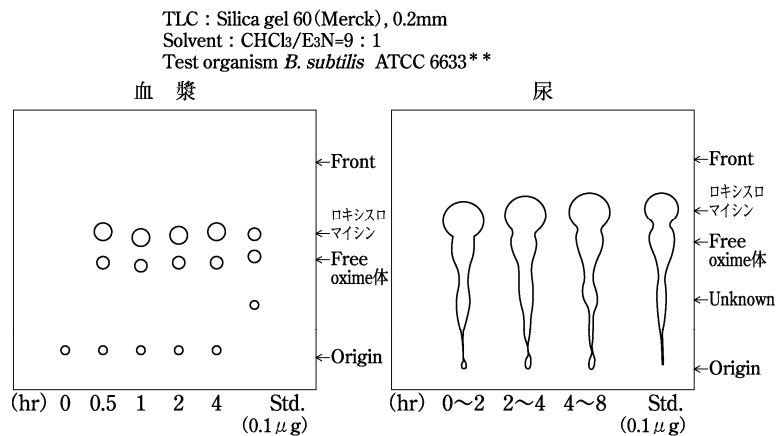 TLC : Silica gel 60(Merck) , 0.2mm
Solvent : CHCl3/E3N=9 : 1
Test organism B. subtilis ATCC 6633**
血 漿
Front
ロキシスロ
マイシン
Free
oxime体
Origin
(hr) 0 0.5 1 2 4 Std.
(0.1μg)
尿
Front
ロキシスロ
マイシン
Free
oxime体
Unknown
Origin
(hr) 0〜2 2〜4 4〜8 Std.
(0.1μg)